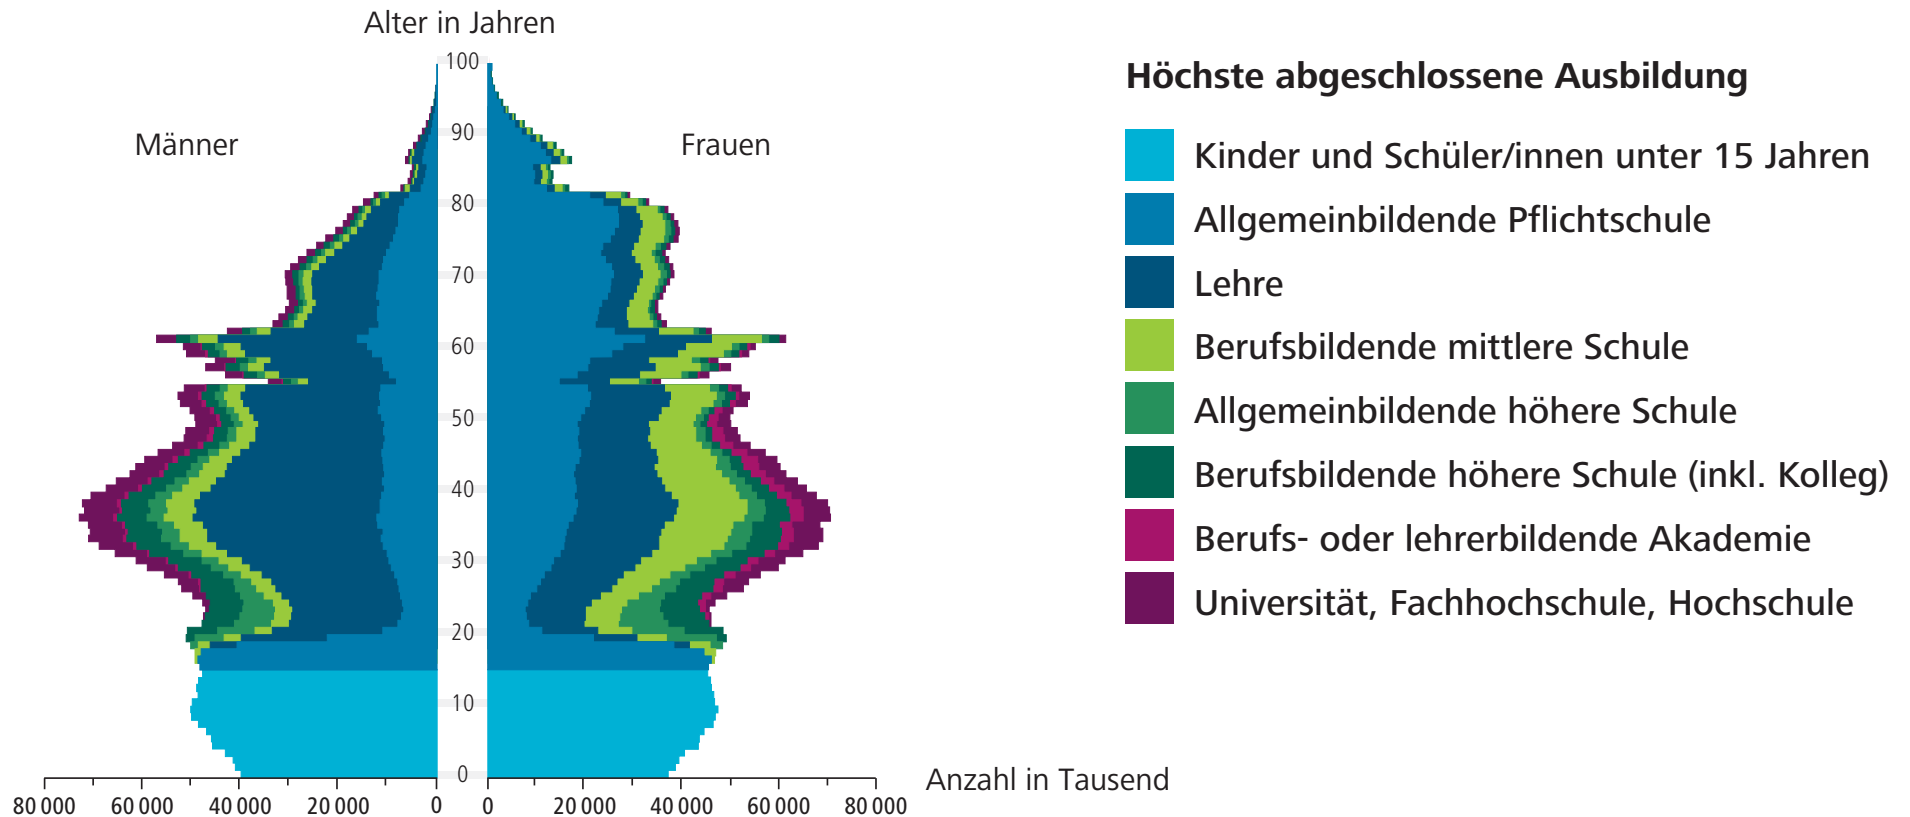 Alter in Jahren
Männer
Frauen
100
90
80
70
60
50
40
30
20
10
0
80 000 60 000 40 000 20 000 0 0 20 000 40 000 60 000 80 000
Anzahl in Tausend
Höchste abgeschlossene Ausbildung
Kinder und Schüler/innen unter 15 Jahren
Allgemeinbildende Pflichtschule
Lehre
Berufsbildende mittlere Schule
Allgemeinbildende höhere Schule
Berufsbildende höhere Schule (inkl. Kolleg)
Berufs- oder lehrerbildende Akademie
Universität, Fachhochschule, Hochschule